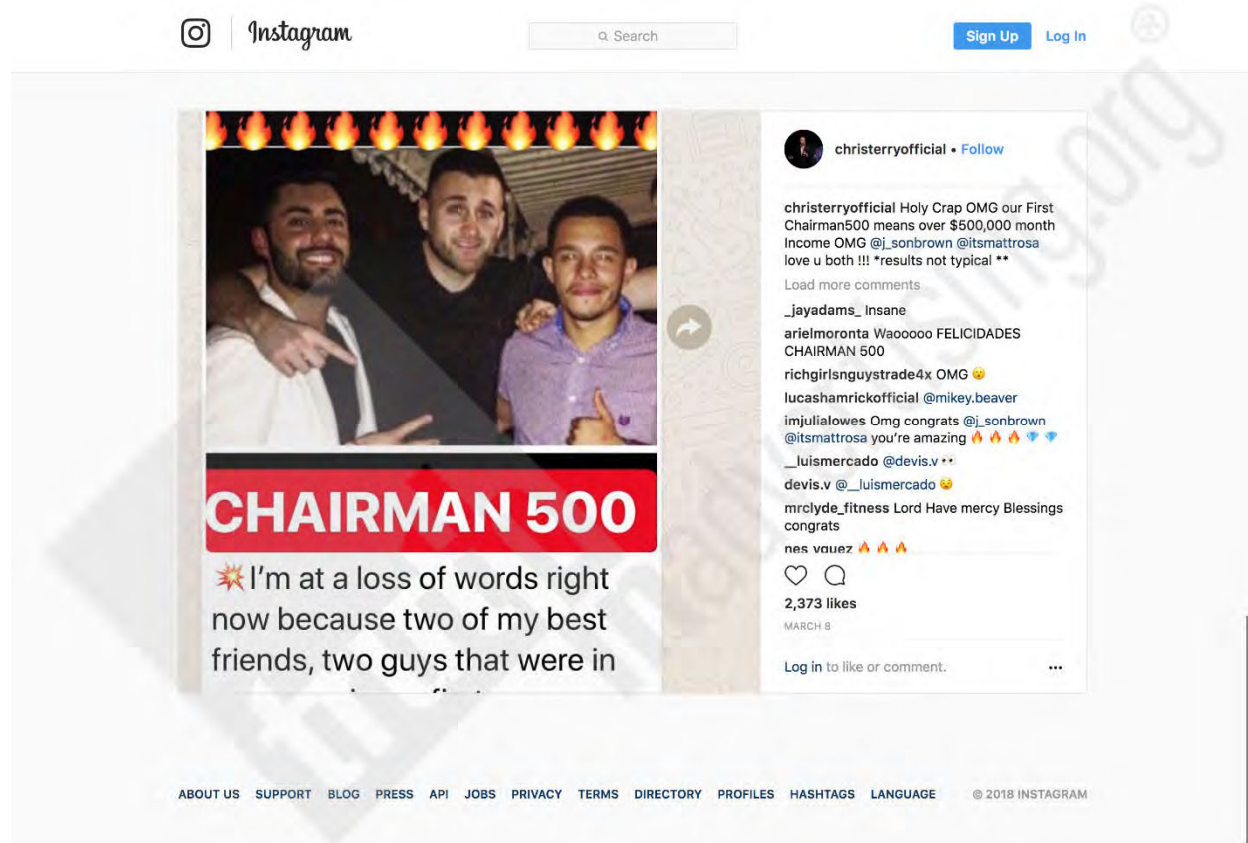 Instagram
Search
Sign Up
Log In
CHAIRMAN 500
💥I'm at a loss of words right
now because two of my best
friends, two guys that were in
christerryofficial • Follow
christerryofficial Holy Crap OMG our First
Chairman500 means over $500,000 month
Income OMG @j_sonbrown @itsmattrosa
love u both !!! *results not typical **
Load more comments
_jayadams_ Insane
arielmoronta Waooooo FELICIDADES
CHAIRMAN 500
richgirlsnguystrade4x OMG 😮
lucashamrickofficial @mikey.beaver
imjulialowes Omg congrats @j_sonbrown
@itsmattrosa you're amazing 🔥 🔥 🔥 💎 💎
__luismercado @devis.v 👀
devis.v @__luismercado 😉
mrclyde_fitness Lord Have mercy Blessings
congrats
nes_vquez 🔥 🔥 🔥
2,373 likes
MARCH 8
Log in to like or comment.
ABOUT US SUPPORT BLOG PRESS API JOBS PRIVACY TERMS DIRECTORY PROFILES HASHTAGS LANGUAGE © 2018 INSTAGRAM
truth in advertising.org ®